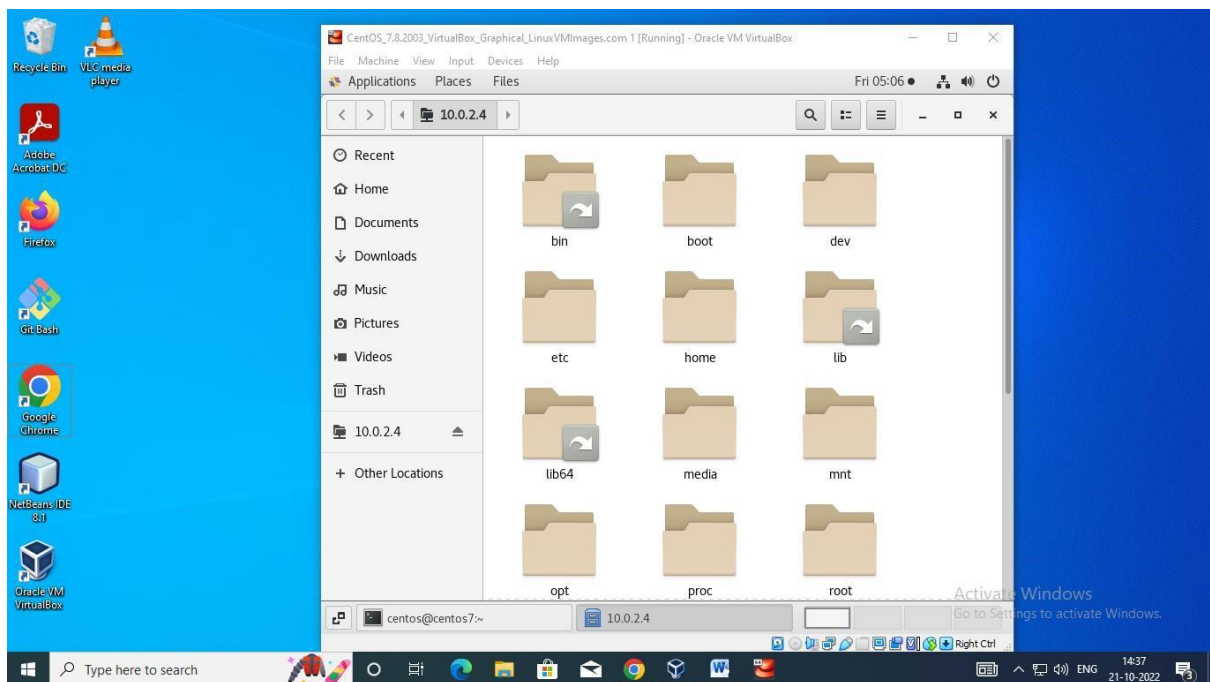 Recycle Bin
VLC media
player
Adobe
Acrobat DC
Firefox
Git Bash
Google
Chrome
NetBeans IDE
8.1
Oracle VM
VirtualBox
CentOS_7.8.2003_VirtualBox_Graphical_LinuxVMImages.com 1 [Running] - Oracle VM VirtualBox
File Machine View Input Devices Help
Applications Places Files Fri 05:06
10.0.2.4
Recent
Home
Documents
Downloads
Music
Pictures
Videos
Trash
10.0.2.4
+ Other Locations
bin boot dev
etc home lib
lib64 media mnt
opt proc root
centos@centos7:~ 10.0.2.4
Right Ctrl
Activate Windows
Go to Settings to activate Windows.
Type here to search
W
ENG
14:37
21-10-2022
3